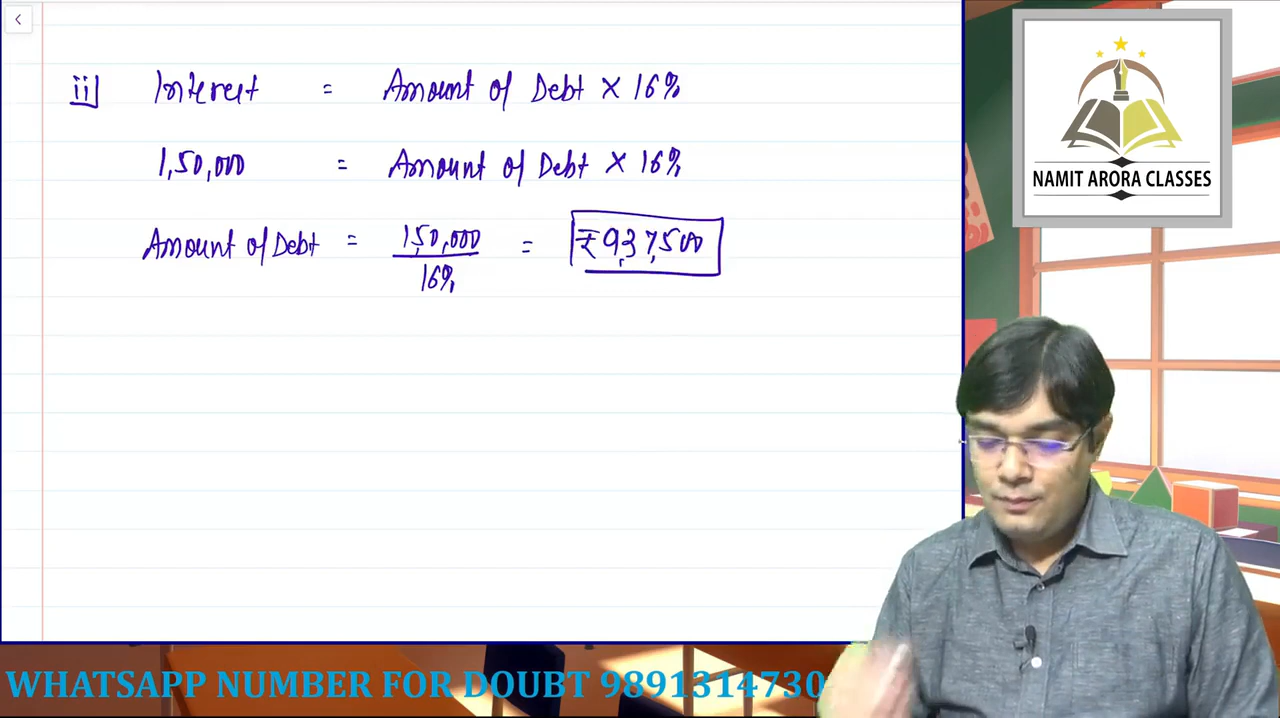 ii] Interest = Amount of Debt × 16%
1,50,000 = Amount of Debt × 16%
Amount of Debt = 1,50,000 / 16% = ₹9,37,500
NAMIT ARORA CLASSES
WHATSAPP NUMBER FOR DOUBT 9891314730